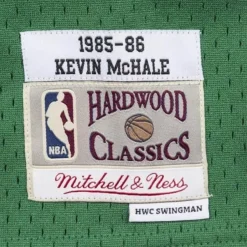 1985-86
KEVIN McHALE
HARDWOOD
NBA
CLASSICS
Mitchell & Ness
HWC SWINGMAN